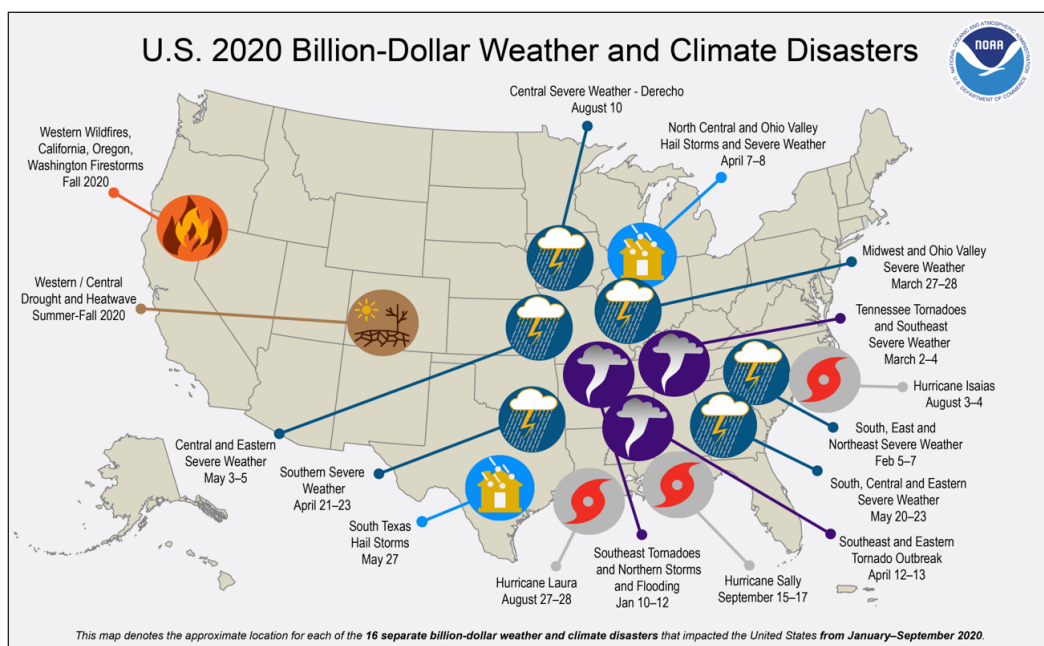 U.S. 2020 Billion-Dollar Weather and Climate Disasters
NATIONAL OCEANIC AND ATMOSPHERIC ADMINISTRATION
NOAA
U.S. DEPARTMENT OF COMMERCE
Central Severe Weather - Derecho
August 10
North Central and Ohio Valley
Hail Storms and Severe Weather
April 7–8
Western Wildfires,
California, Oregon,
Washington Firestorms
Fall 2020
Midwest and Ohio Valley
Severe Weather
March 27–28
Western / Central
Drought and Heatwave
Summer-Fall 2020
Tennessee Tornadoes
and Southeast
Severe Weather
March 2–4
Hurricane Isaias
August 3–4
South, East and
Northeast Severe Weather
Feb 5–7
Central and Eastern
Severe Weather
May 3–5
Southern Severe
Weather
April 21–23
South, Central and Eastern
Severe Weather
May 20–23
South Texas
Hail Storms
May 27
Southeast and Eastern
Tornado Outbreak
April 12–13
Hurricane Laura
August 27–28
Southeast Tornadoes
and Northern Storms
and Flooding
Jan 10–12
Hurricane Sally
September 15–17
This map denotes the approximate location for each of the 16 separate billion-dollar weather and climate disasters that impacted the United States from January–September 2020.